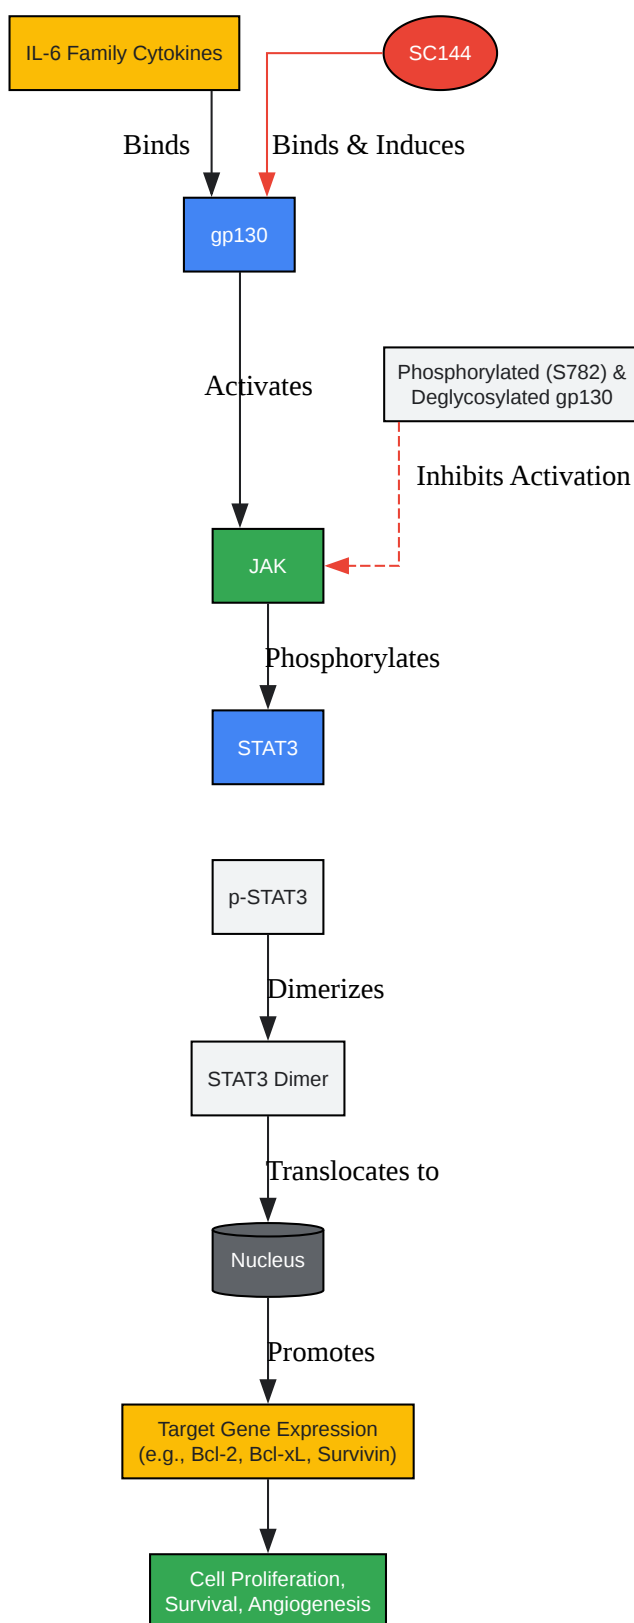 IL-6 Family Cytokines
SC144
Binds
Binds & Induces
gp130
Activates
Phosphorylated (S782) &
Deglycosylated gp130
Inhibits Activation
JAK
Phosphorylates
STAT3
p-STAT3
Dimerizes
STAT3 Dimer
Translocates to
Nucleus
Promotes
Target Gene Expression
(e.g., Bcl-2, Bcl-xL, Survivin)
Cell Proliferation,
Survival, Angiogenesis